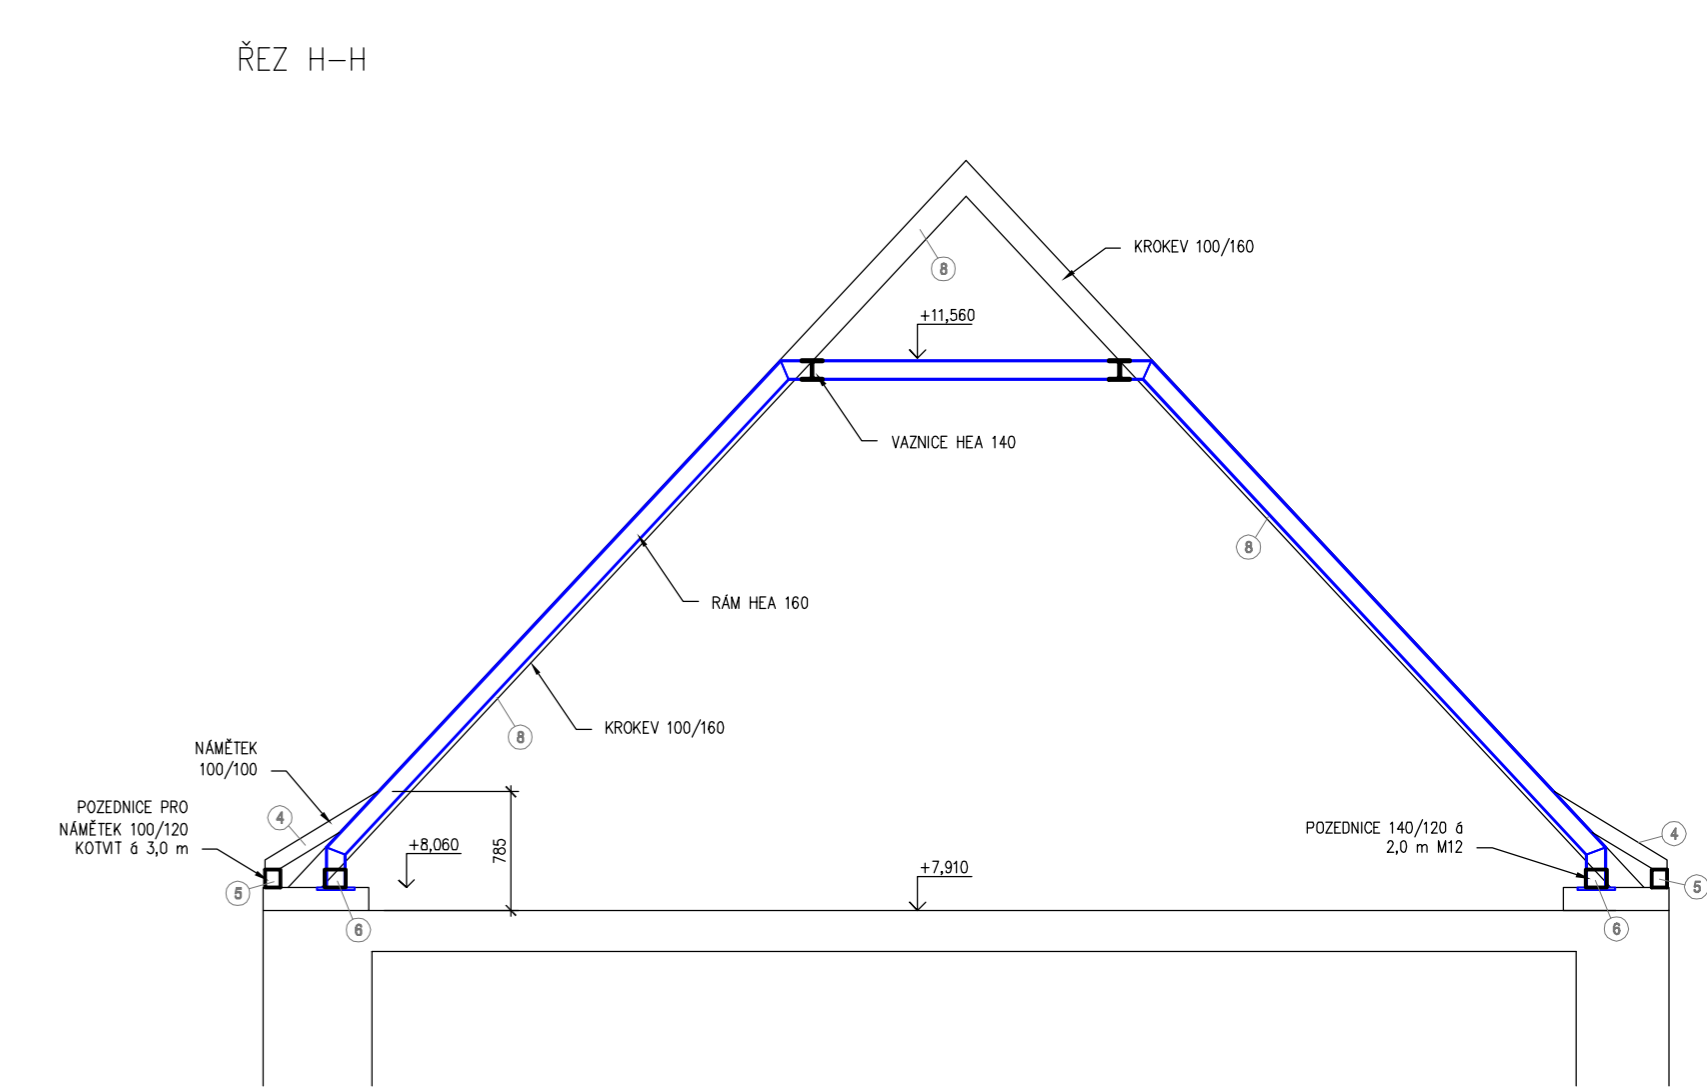 ŘEZ H-H
KROKEV 100/160
8
+11,560
VAZNICE HEA 140
8
RÁM HEA 160
KROKEV 100/160
8
NÁMĚTEK
100/100
POZEDNICE PRO
NÁMĚTEK 100/120
KOTVIT á 3,0 m
4
5
6
+8,060
785
+7,910
POZEDNICE 140/120 á
2,0 m M12
4
5
6